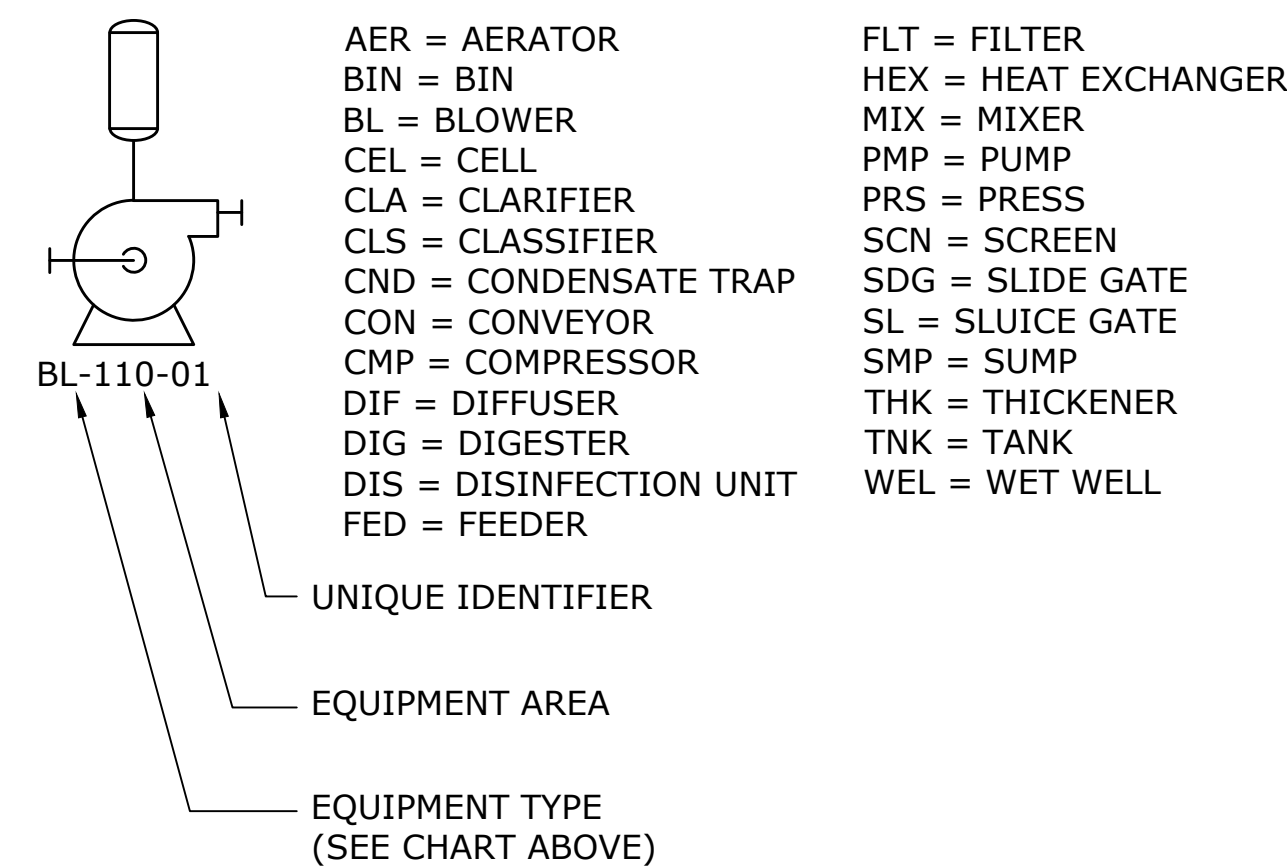 AER = AERATOR
BIN = BIN
BL = BLOWER
CEL = CELL
CLA = CLARIFIER
CLS = CLASSIFIER
CND = CONDENSATE TRAP
CON = CONVEYOR
CMP = COMPRESSOR
DIF = DIFFUSER
DIG = DIGESTER
DIS = DISINFECTION UNIT
FED = FEEDER
FLT = FILTER
HEX = HEAT EXCHANGER
MIX = MIXER
PMP = PUMP
PRS = PRESS
SCN = SCREEN
SDG = SLIDE GATE
SL = SLUICE GATE
SMP = SUMP
THK = THICKENER
TNK = TANK
WEL = WET WELL
BL-110-01
UNIQUE IDENTIFIER
EQUIPMENT AREA
EQUIPMENT TYPE
(SEE CHART ABOVE)